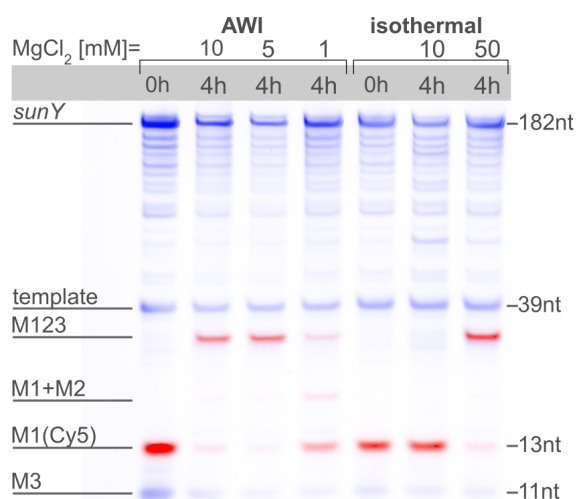 AWI isothermal
MgCl2 [mM]= 10 5 1 10 50
0h 4h 4h 4h 0h 4h 4h
sunY –182nt
template –39nt
M123
M1+M2
M1(Cy5) –13nt
M3 –11nt